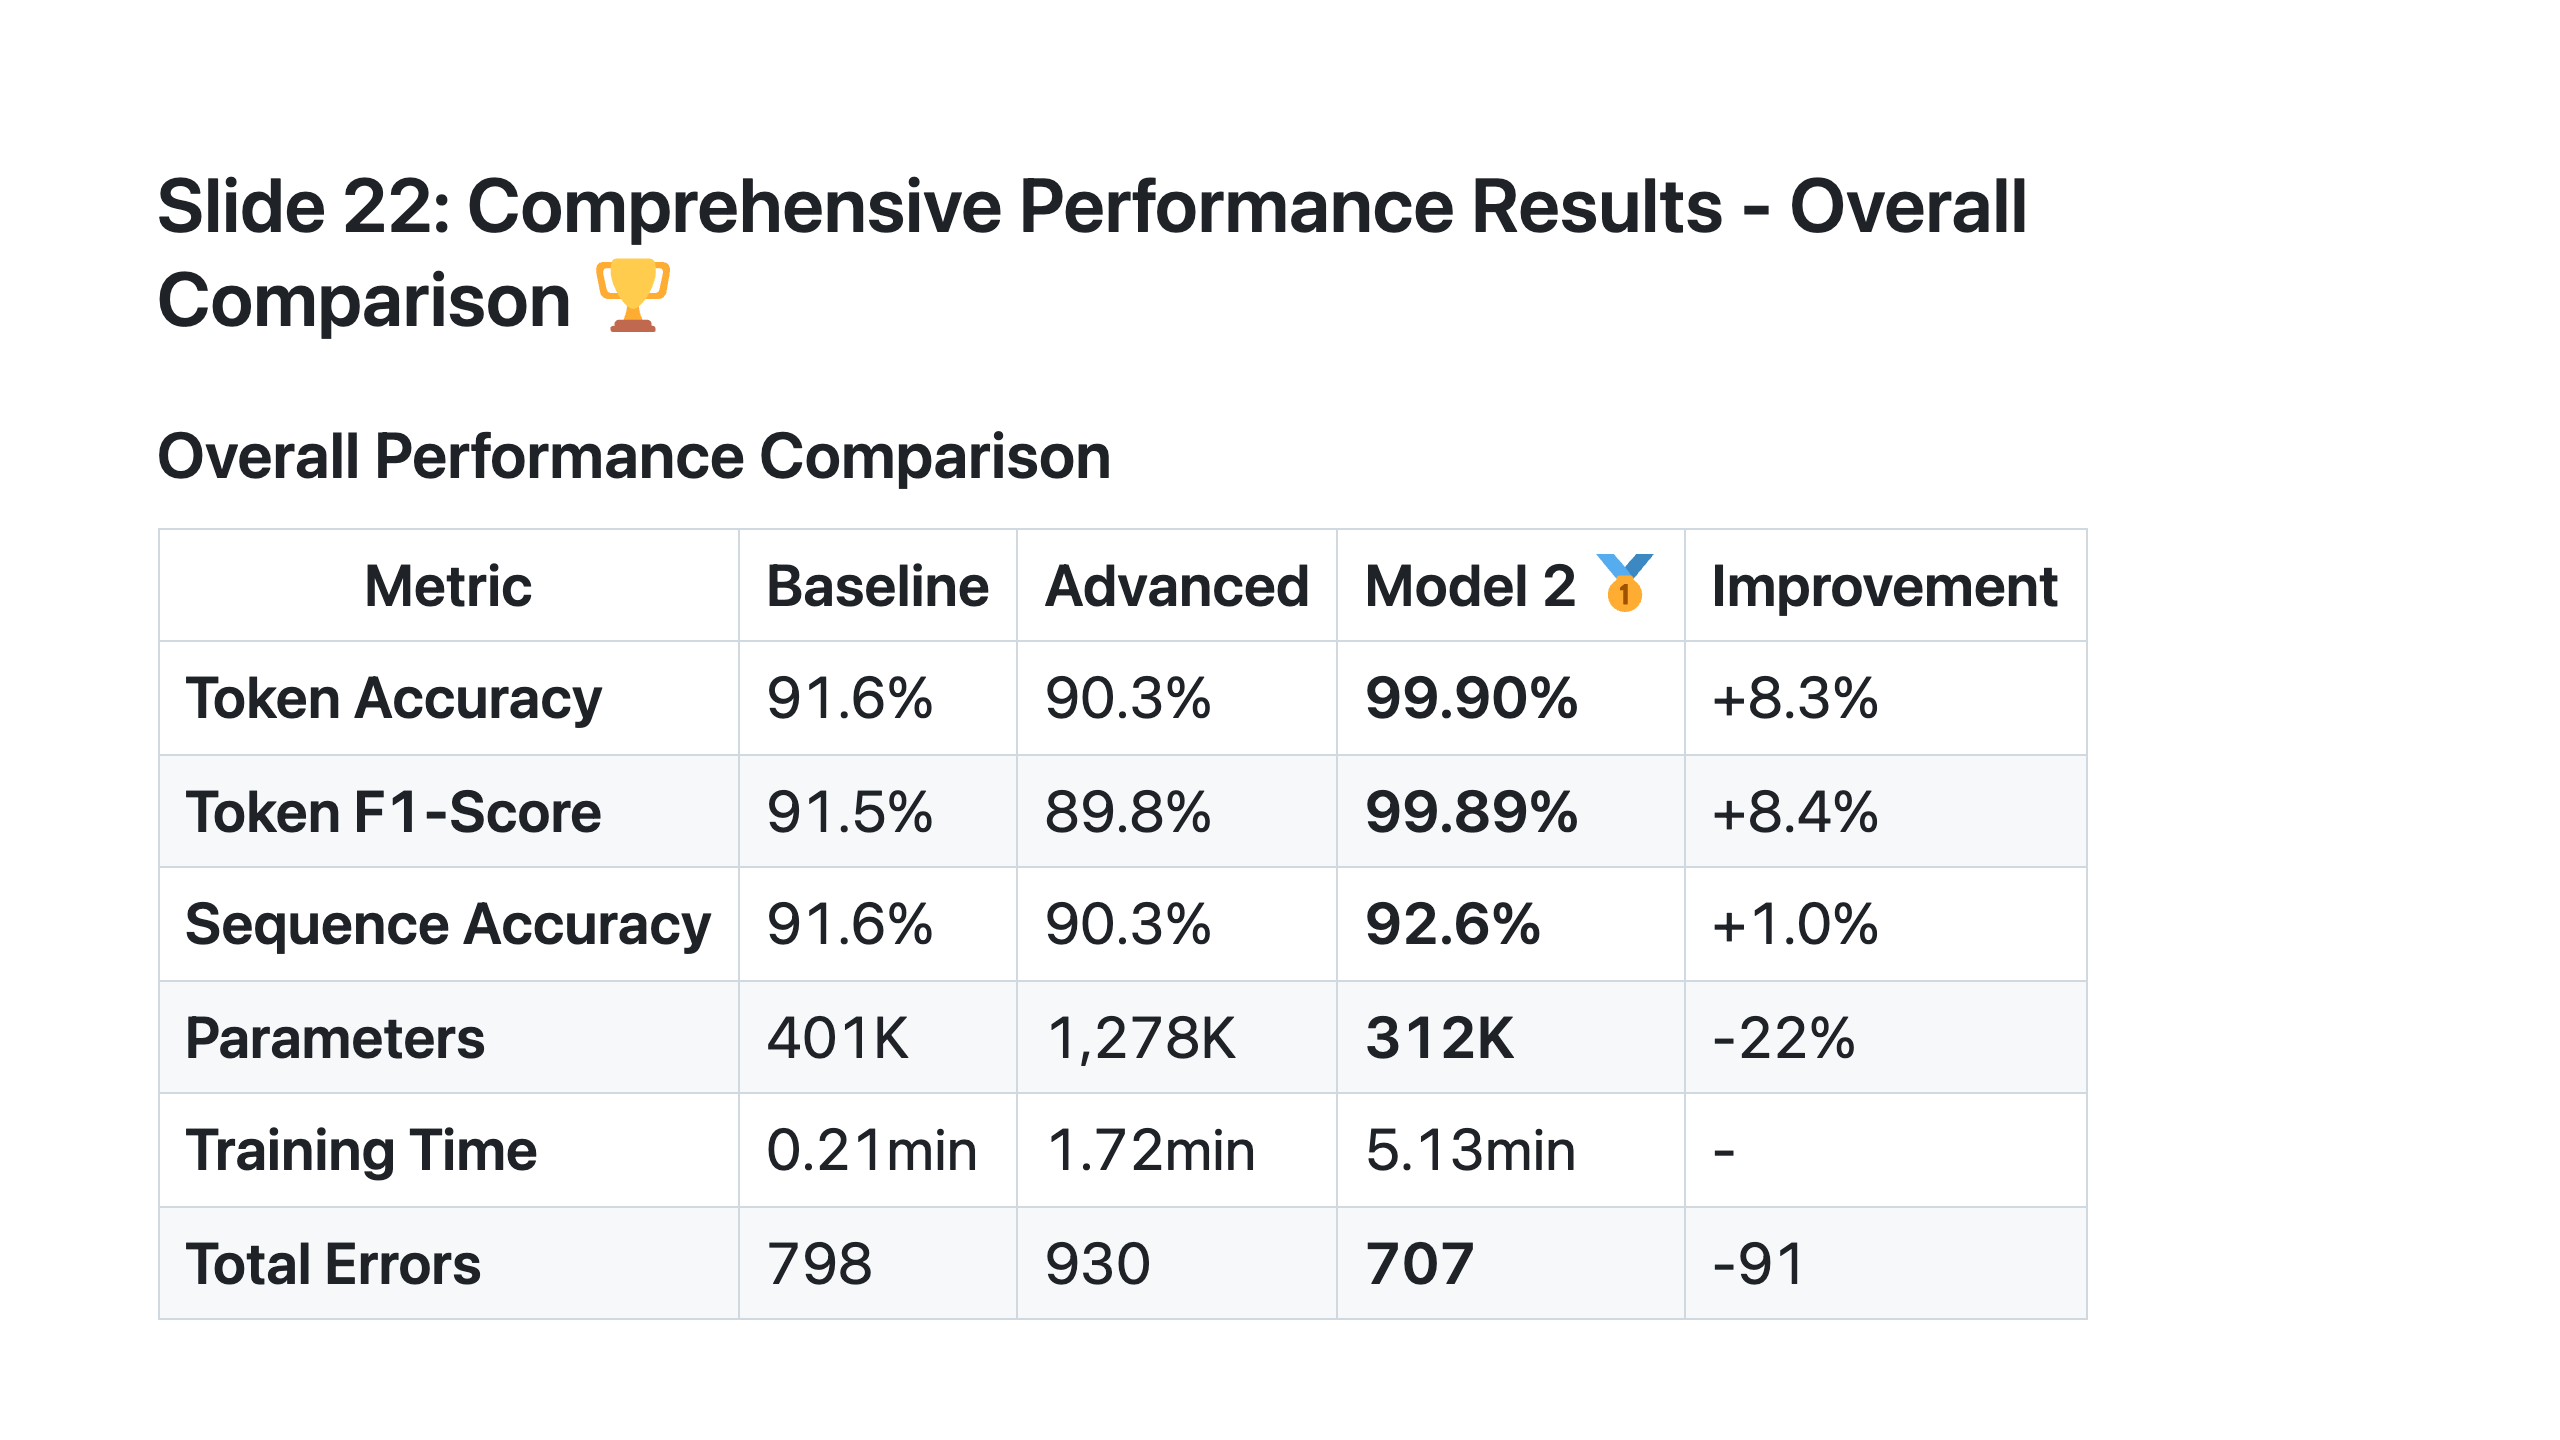 Slide 22: Comprehensive Performance Results - Overall
Comparison 🏆
Overall Performance Comparison
Metric Baseline Advanced Model 2 🥇 Improvement
Token Accuracy 91.6% 90.3% 99.90% +8.3%
Token F1-Score 91.5% 89.8% 99.89% +8.4%
Sequence Accuracy 91.6% 90.3% 92.6% +1.0%
Parameters 401K 1,278K 312K -22%
Training Time 0.21min 1.72min 5.13min -
Total Errors 798 930 707 -91